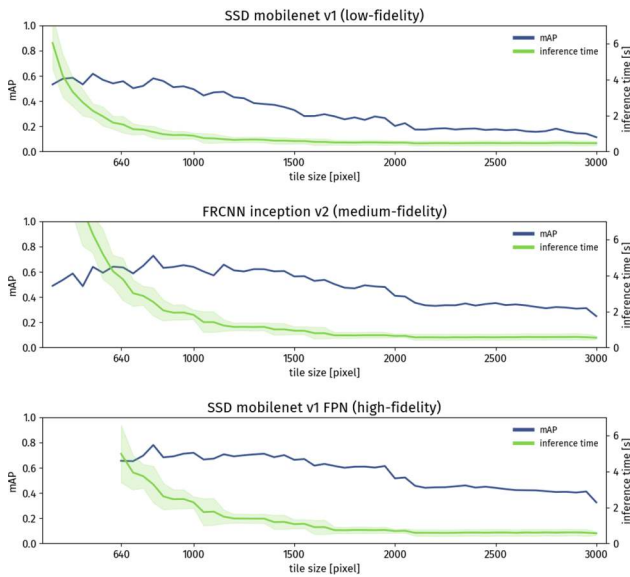 SSD mobilenet v1 (low-fidelity)
1.0
0.8
0.6
0.4
0.2
0.0
mAP
mAP
inference time
6
4
2
0
inference time [s]
640
1000
1500
2000
2500
3000
tile size [pixel]
FRCNN inception v2 (medium-fidelity)
1.0
0.8
0.6
0.4
0.2
0.0
mAP
mAP
inference time
6
4
2
0
inference time [s]
640
1000
1500
2000
2500
3000
tile size [pixel]
SSD mobilenet v1 FPN (high-fidelity)
1.0
0.8
0.6
0.4
0.2
0.0
mAP
mAP
inference time
6
4
2
0
inference time [s]
640
1000
1500
2000
2500
3000
tile size [pixel]